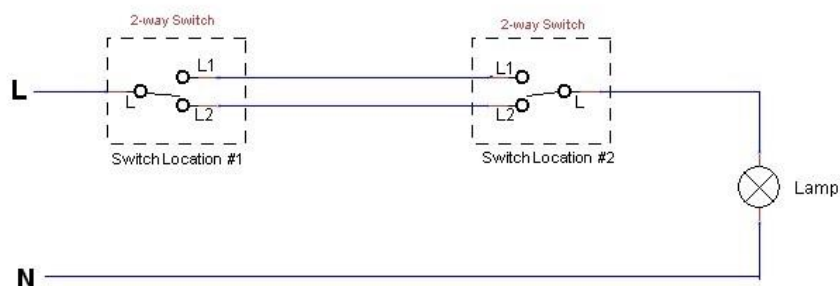 2-way Switch
2-way Switch
L1
L1
L
L
L
L2
L2
Switch Location #1
Switch Location #2
Lamp
N